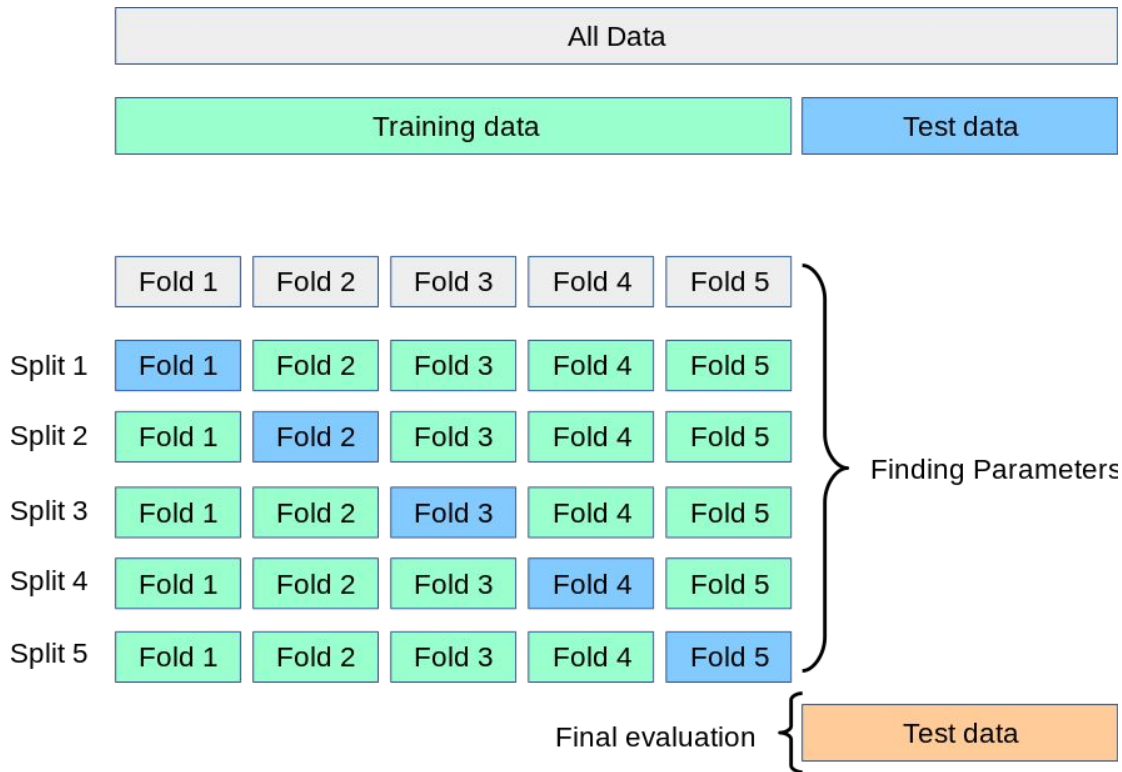 All Data
Training data Test data
Fold 1 Fold 2 Fold 3 Fold 4 Fold 5
Split 1 Fold 1 Fold 2 Fold 3 Fold 4 Fold 5
Split 2 Fold 1 Fold 2 Fold 3 Fold 4 Fold 5
Finding Parameters
Split 3 Fold 1 Fold 2 Fold 3 Fold 4 Fold 5
Split 4 Fold 1 Fold 2 Fold 3 Fold 4 Fold 5
Split 5 Fold 1 Fold 2 Fold 3 Fold 4 Fold 5
Final evaluation Test data